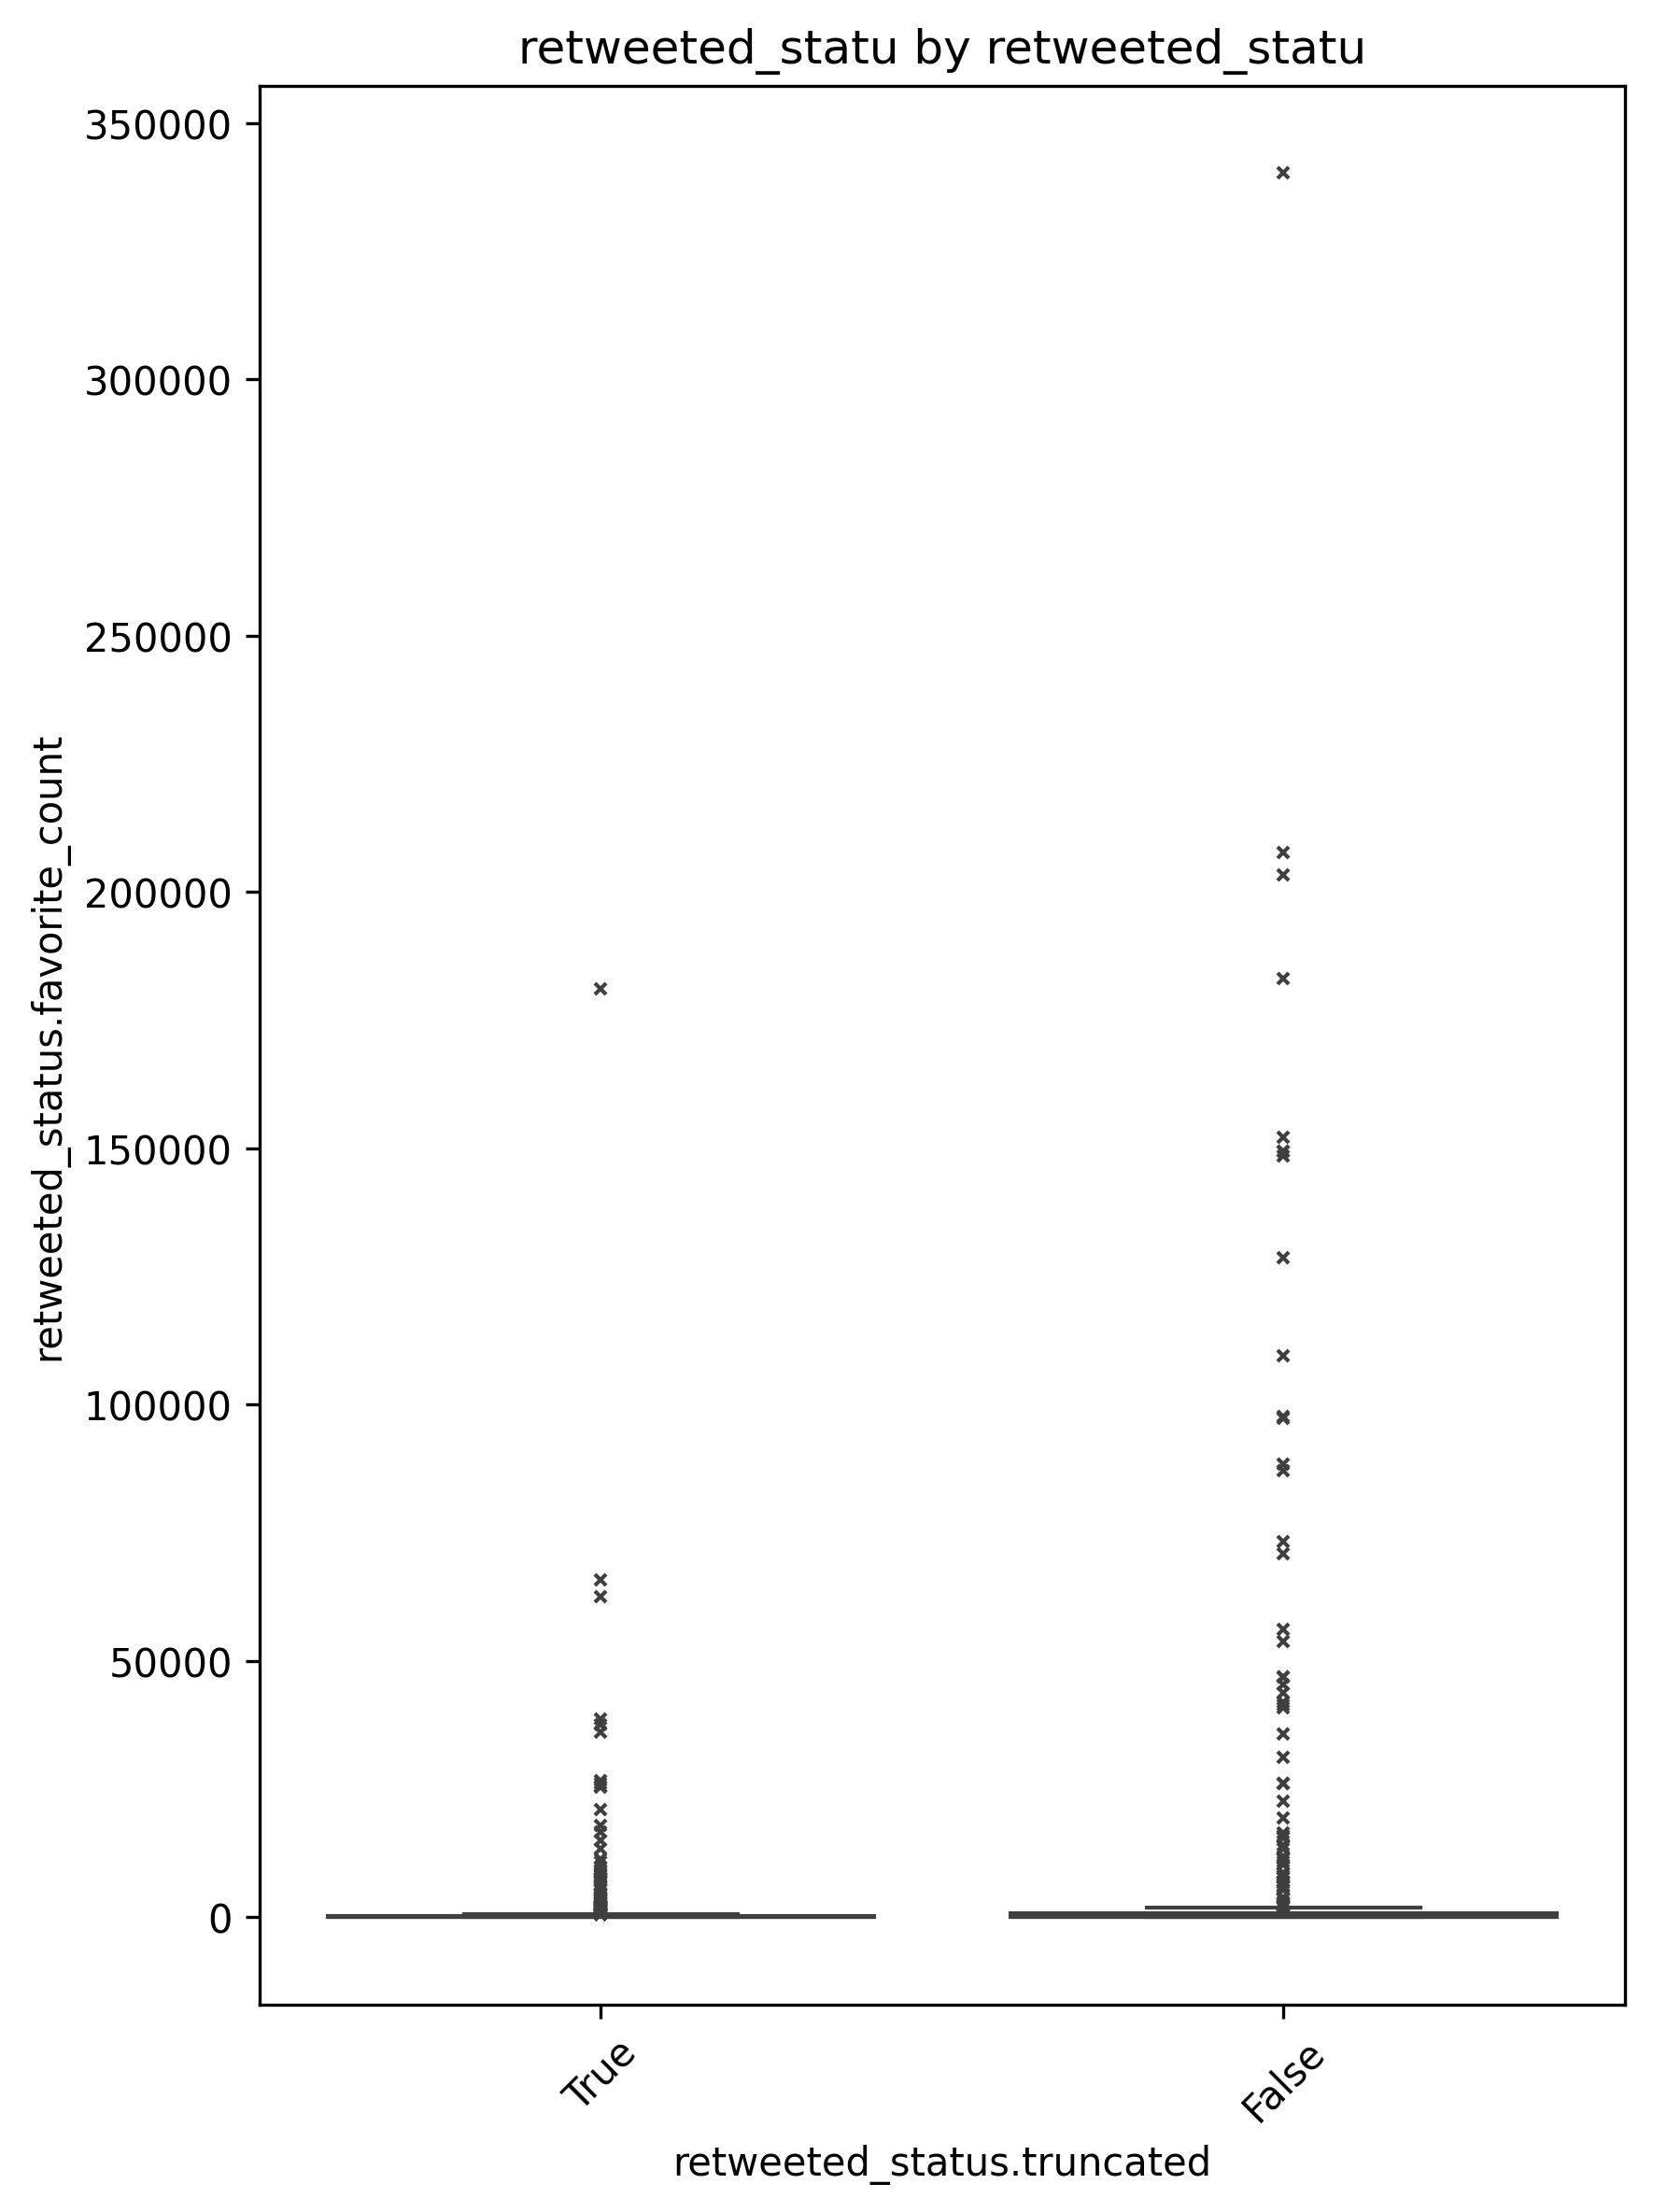 retweeted_statu by retweeted_statu
350000
300000
250000
200000
150000
100000
50000
0
retweeted_status.favorite_count
True
False
retweeted_status.truncated